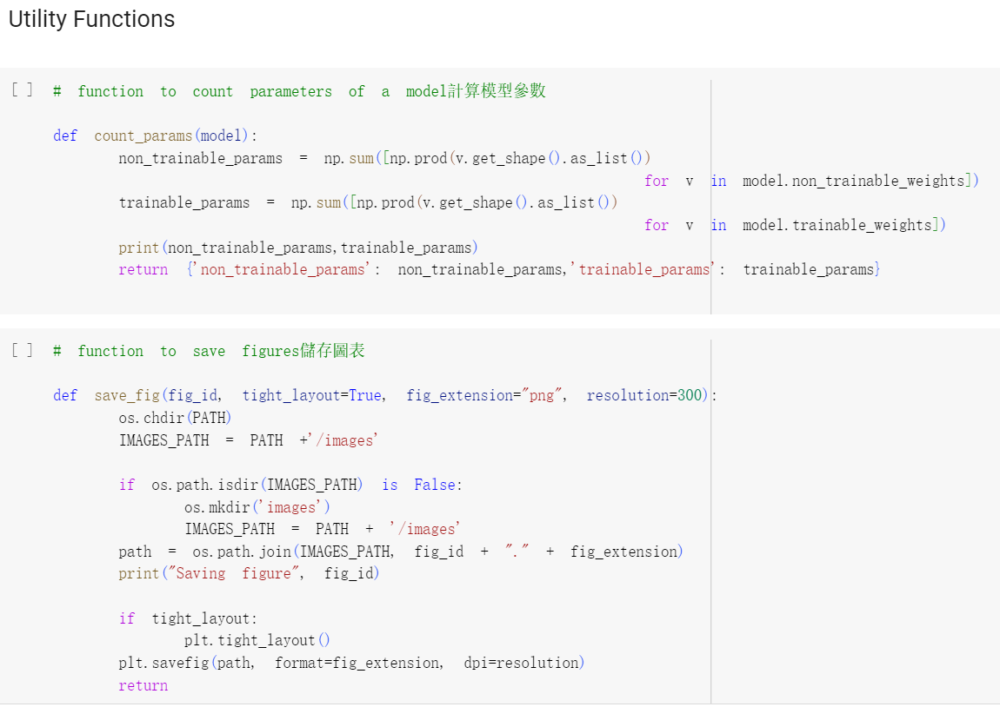 Utility Functions
[ ] # function to count parameters of a model計算模型參數
def count_params(model):
non_trainable_params = np.sum([np.prod(v.get_shape().as_list())
for v in model.non_trainable_weights])
trainable_params = np.sum([np.prod(v.get_shape().as_list())
for v in model.trainable_weights])
print(non_trainable_params,trainable_params)
return {'non_trainable_params': non_trainable_params,'trainable_params': trainable_params}
[ ] # function to save figures儲存圖表
def save_fig(fig_id, tight_layout=True, fig_extension="png", resolution=300):
os.chdir(PATH)
IMAGES_PATH = PATH +'/images'
if os.path.isdir(IMAGES_PATH) is False:
os.mkdir('images')
IMAGES_PATH = PATH + '/images'
path = os.path.join(IMAGES_PATH, fig_id + "." + fig_extension)
print("Saving figure", fig_id)
if tight_layout:
plt.tight_layout()
plt.savefig(path, format=fig_extension, dpi=resolution)
return